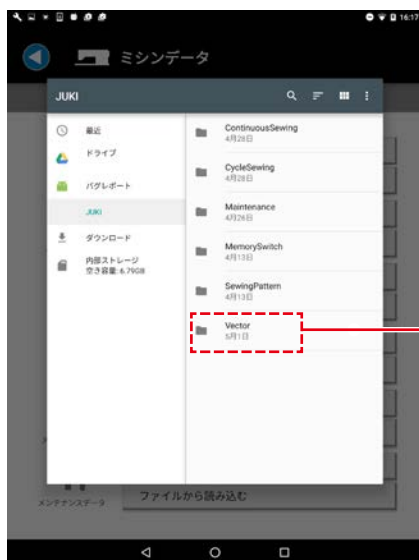 16:17
ミシンデータ
JUKI
最近
ドライブ
バグレポート
JUKI
ダウンロード
内部ストレージ
空き容量: 6.79GB
ContinuousSewing
4月28日
CycleSewing
4月28日
Maintenance
4月26日
MemorySwitch
4月13日
SewingPattern
4月13日
Vector
5月1日
メンテナンスデータ
ファイルから読み込む